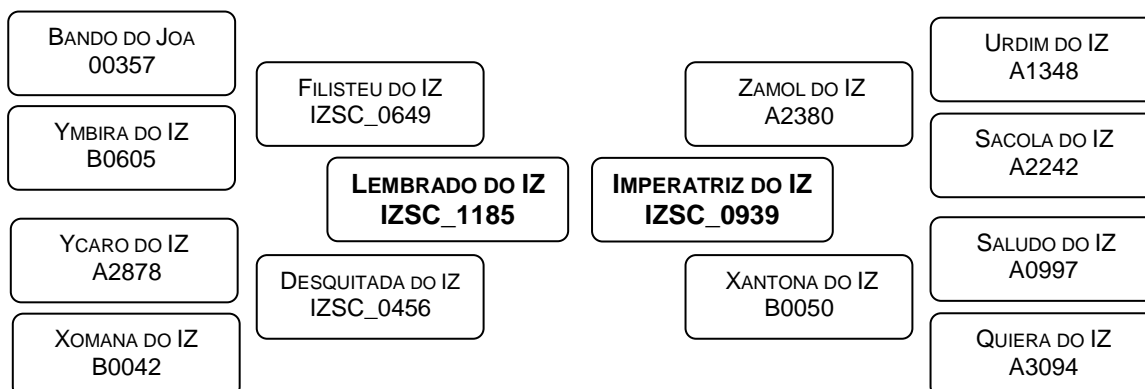 Bando do Joa
00357
Ymbira do IZ
B0605
Ycaro do IZ
A2878
Xomana do IZ
B0042
Filisteu do IZ
IZSC_0649
Desquitada do IZ
IZSC_0456
Lembrado do IZ
IZSC_1185
Imperatriz do IZ
IZSC_0939
Zamol do IZ
A2380
Xantona do IZ
B0050
Urdim do IZ
A1348
Sacola do IZ
A2242
Saludo do IZ
A0997
Quiera do IZ
A3094